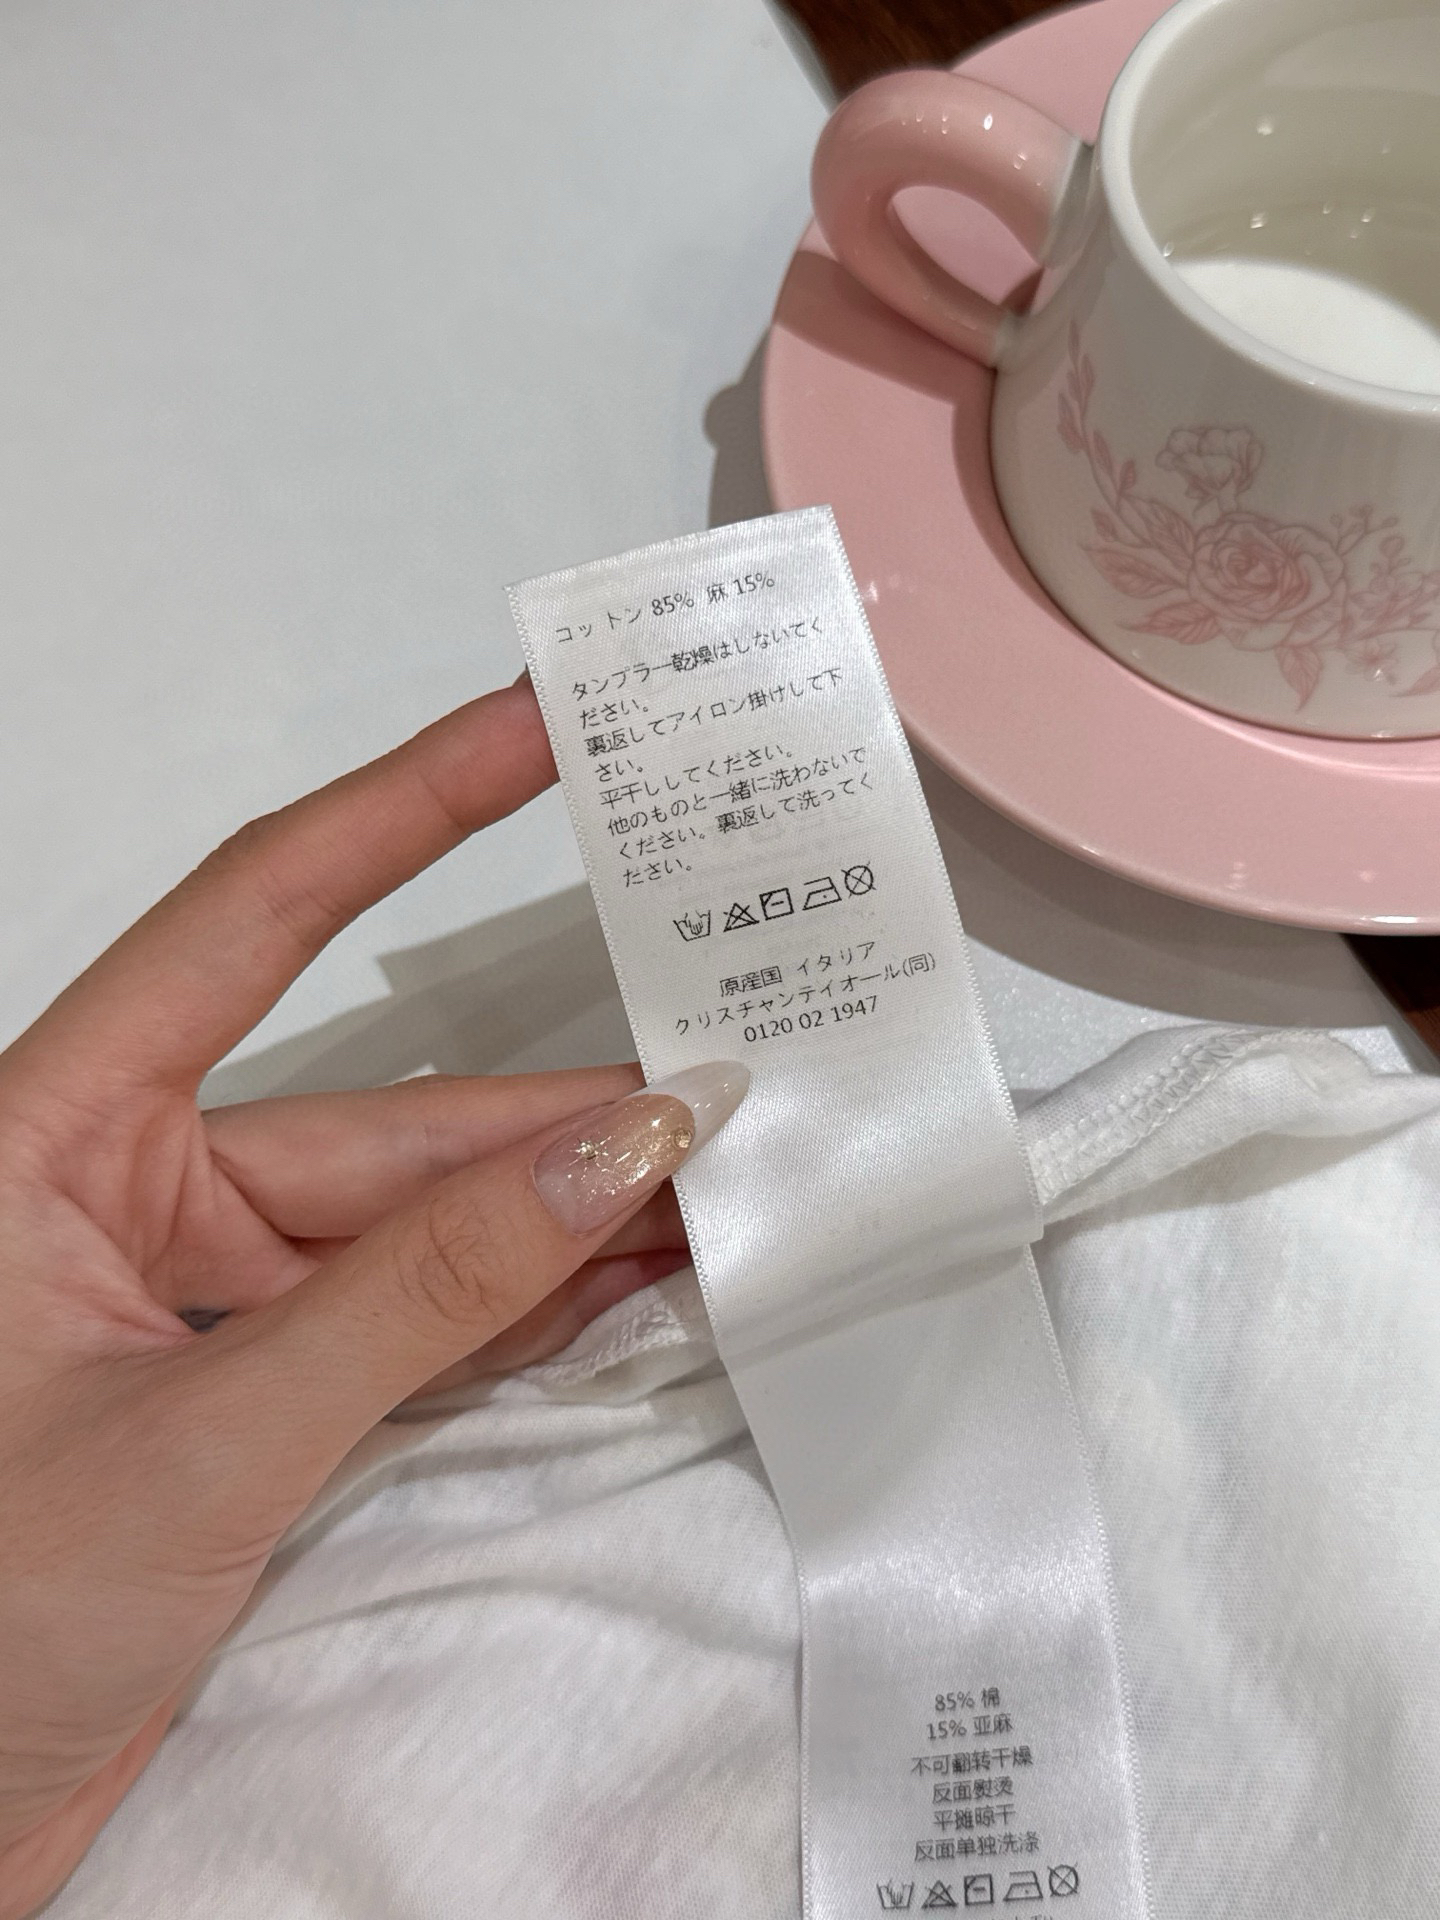 コットン 85% 麻 15%
タンブラー乾燥はしないでく
ださい。
裏返してアイロン掛けして下
さい。
平干ししてください。
他のものと一緒に洗わないで
ください。裏返して洗ってく
ださい。
原産国 イタリア
クリスチャンディオール(同)
0120 02 1947
85% 棉
15% 亚麻
不可翻转干燥
反面熨烫
平摊晾干
反面单独洗涤